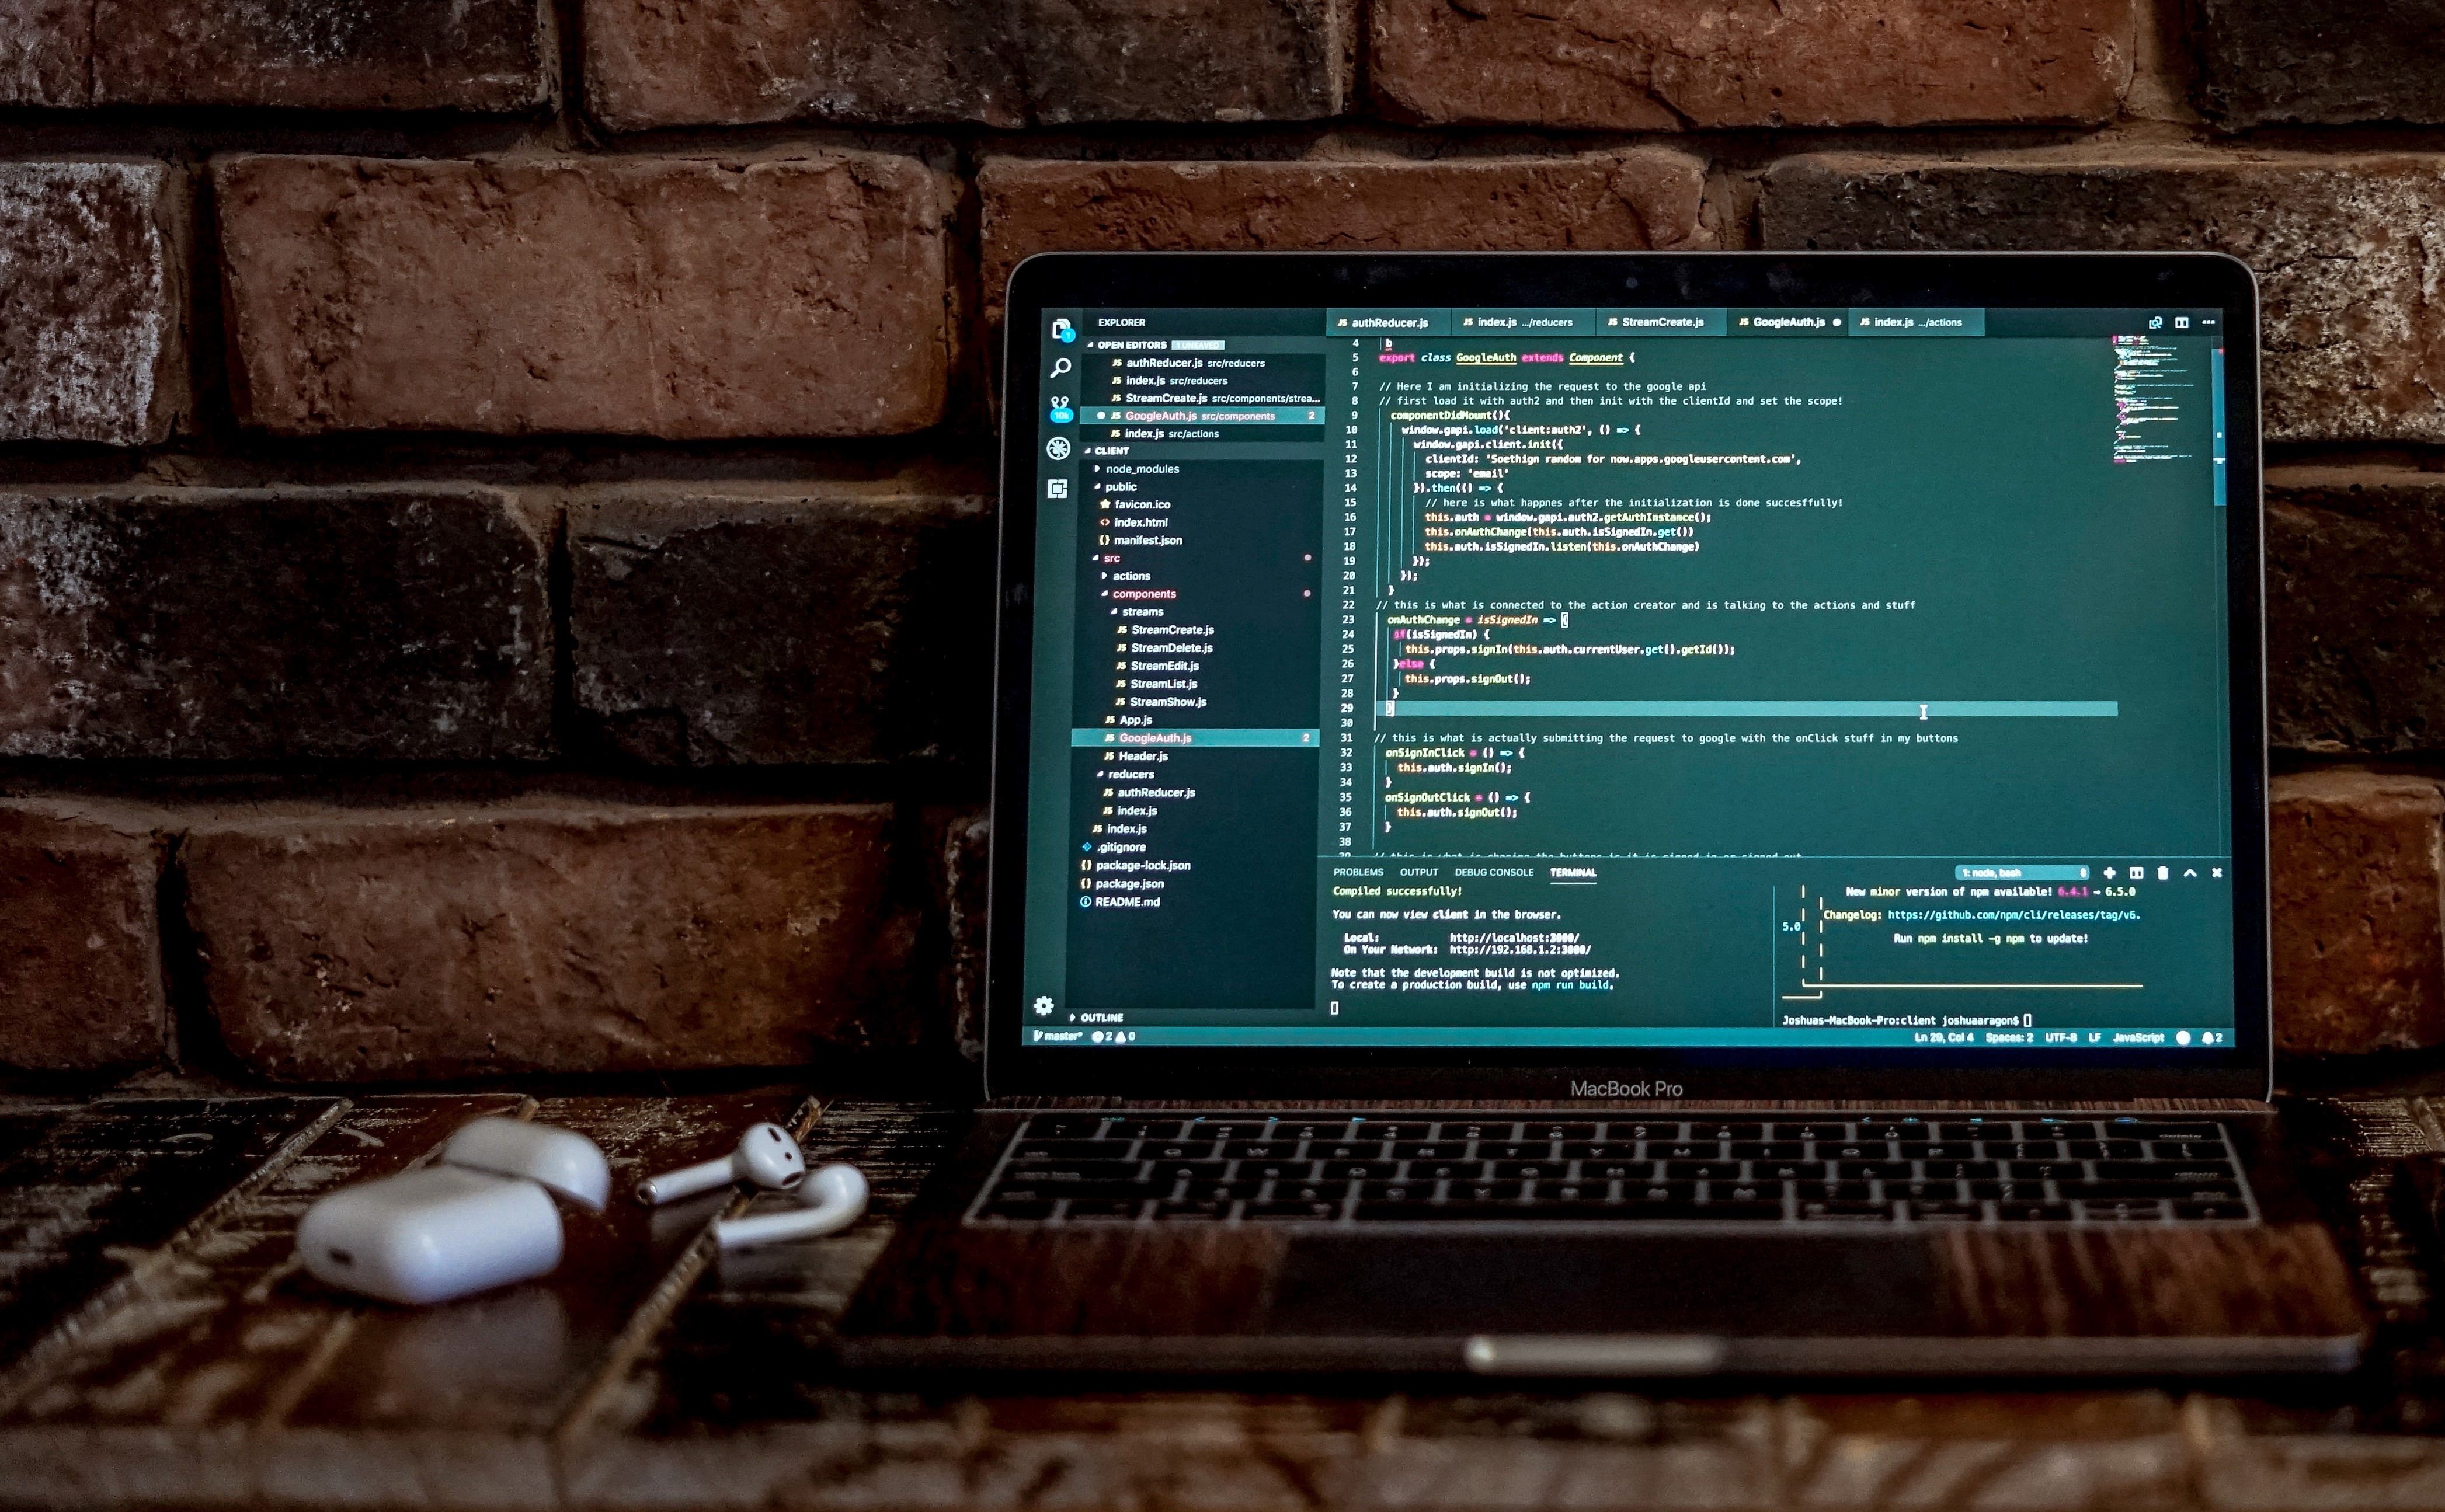 EXPLORER
OPEN EDITORS 1 UNSAVED
JS authReducer.js src/reducers
JS index.js src/reducers
JS StreamCreate.js src/components/strea...
JS GoogleAuth.js src/components 2
JS index.js src/actions
CLIENT
node_modules
public
favicon.ico
<> index.html
{} manifest.json
src
actions
components
streams
JS StreamCreate.js
JS StreamDelete.js
JS StreamEdit.js
JS StreamList.js
JS StreamShow.js
JS App.js
JS GoogleAuth.js 2
JS Header.js
reducers
JS authReducer.js
JS index.js
JS index.js
.gitignore
{} package-lock.json
{} package.json
README.md
OUTLINE
JS authReducer.js JS index.js .../reducers JS StreamCreate.js JS GoogleAuth.js JS index.js .../actions
4 b
5 export class GoogleAuth extends Component {
6
7 // Here I am initializing the request to the google api
8 // first load it with auth2 and then init with the clientId and set the scope!
9 componentDidMount(){
10 window.gapi.load('client:auth2', () => {
11 window.gapi.client.init({
12 clientId: 'Soethign random for now.apps.googleusercontent.com',
13 scope: 'email'
14 }).then(() => {
15 // here is what happnes after the initialization is done succesffully!
16 this.auth = window.gapi.auth2.getAuthInstance();
17 this.onAuthChange(this.auth.isSignedIn.get())
18 this.auth.isSignedIn.listen(this.onAuthChange)
19 });
20 });
21 }
22 // this is what is connected to the action creator and is talking to the actions and stuff
23 onAuthChange = isSignedIn => {
24 if(isSignedIn) {
25 this.props.signIn(this.auth.currentUser.get().getId());
26 }else {
27 this.props.signOut();
28 }
29 }
30
31 // this is what is actually submitting the request to google with the onClick stuff in my buttons
32 onSignInClick = () => {
33 this.auth.signIn();
34 }
35 onSignOutClick = () => {
36 this.auth.signOut();
37 }
38
PROBLEMS OUTPUT DEBUG CONSOLE TERMINAL 1: node, bash
Compiled successfully!
You can now view client in the browser.
Local: http://localhost:3000/
On Your Network: http://192.168.1.2:3000/
Note that the development build is not optimized.
To create a production build, use npm run build.
New minor version of npm available! 6.4.1 → 6.5.0
Changelog: https://github.com/npm/cli/releases/tag/v6.
5.0
Run npm install -g npm to update!
Joshuas-MacBook-Pro:client joshuaaragon$
master* 2 0 Ln 29, Col 4 Spaces: 2 UTF-8 LF JavaScript 2
MacBook Pro